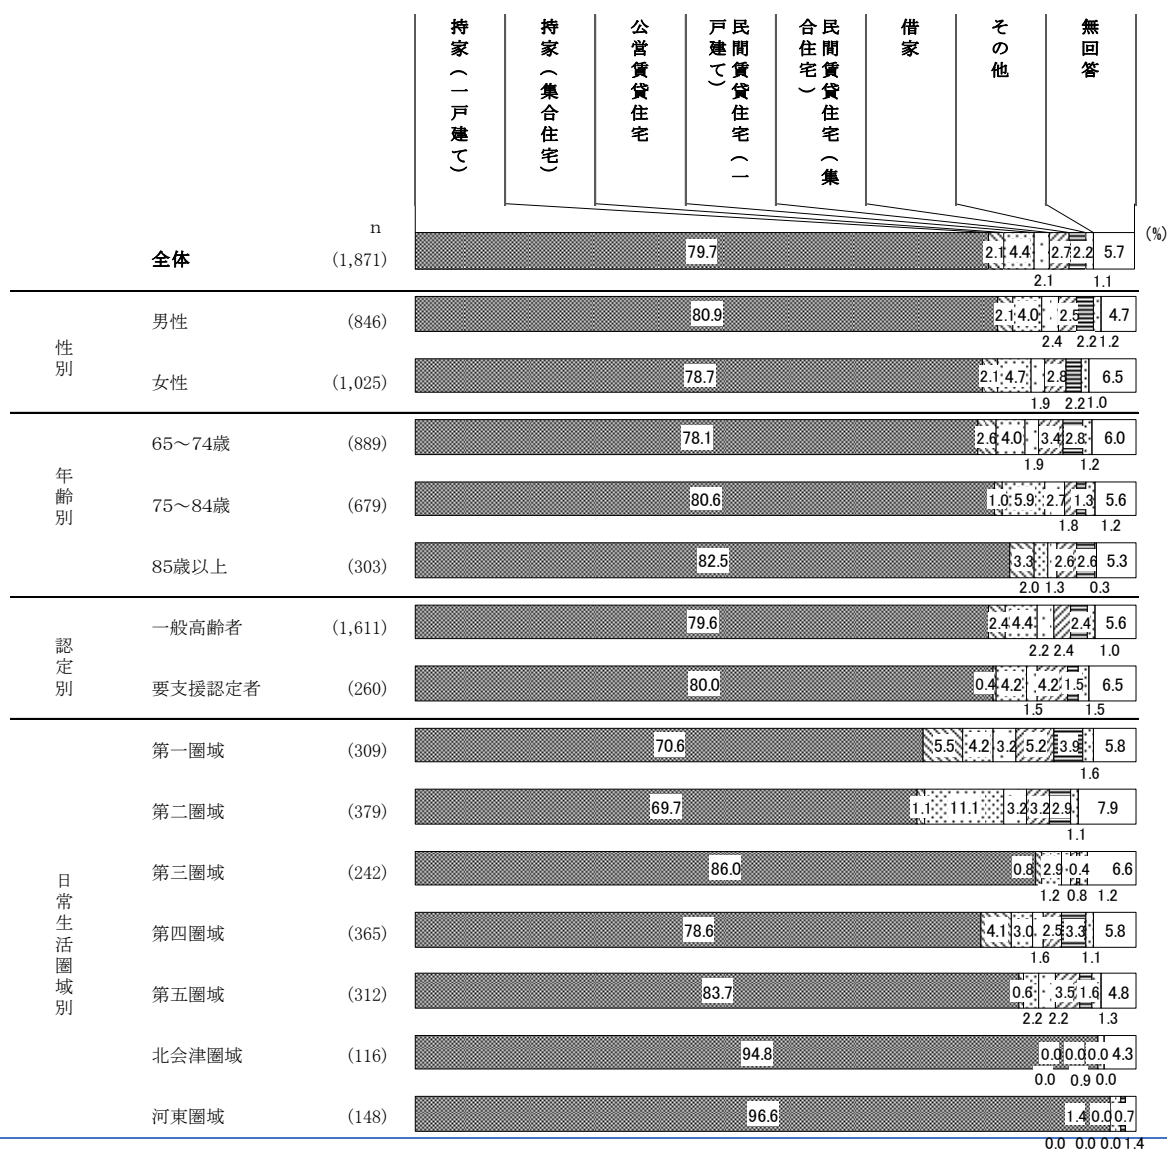 持家（一戸建て）
持家（集合住宅）
公営賃貸住宅
民間賃貸住宅（一戸建て）
民間賃貸住宅（集合住宅）
借家
その他
無回答
n
(%)
全体 (1,871) 79.7 2.1 4.4 2.7 2.2 5.7
2.1 1.1
性別
男性 (846) 80.9 2.1 4.0 2.5 4.7
2.4 2.2 1.2
女性 (1,025) 78.7 2.1 4.7 2.8 6.5
1.9 2.2 1.0
年齢別
65～74歳 (889) 78.1 2.6 4.0 3.4 2.8 6.0
1.9 1.2
75～84歳 (679) 80.6 1.0 5.9 2.7 1.3 5.6
1.8 1.2
85歳以上 (303) 82.5 3.3 2.6 2.6 5.3
2.0 1.3 0.3
認定別
一般高齢者 (1,611) 79.6 2.4 4.4 2.4 5.6
2.2 2.4 1.0
要支援認定者 (260) 80.0 0.4 4.2 4.2 1.5 6.5
1.5 1.5
日常生活圏域別
第一圏域 (309) 70.6 5.5 4.2 3.2 5.2 3.9 5.8
1.6
第二圏域 (379) 69.7 1.1 11.1 3.2 3.2 2.9 7.9
1.1
第三圏域 (242) 86.0 0.8 2.9 0.4 6.6
1.2 0.8 1.2
第四圏域 (365) 78.6 4.1 3.0 2.5 3.3 5.8
1.6 1.1
第五圏域 (312) 83.7 0.6 3.5 1.6 4.8
2.2 2.2 1.3
北会津圏域 (116) 94.8 0.0 0.0 0.0 4.3
0.0 0.9 0.0
河東圏域 (148) 96.6 1.4 0.0 0.7
0.0 0.0 0.0 1.4